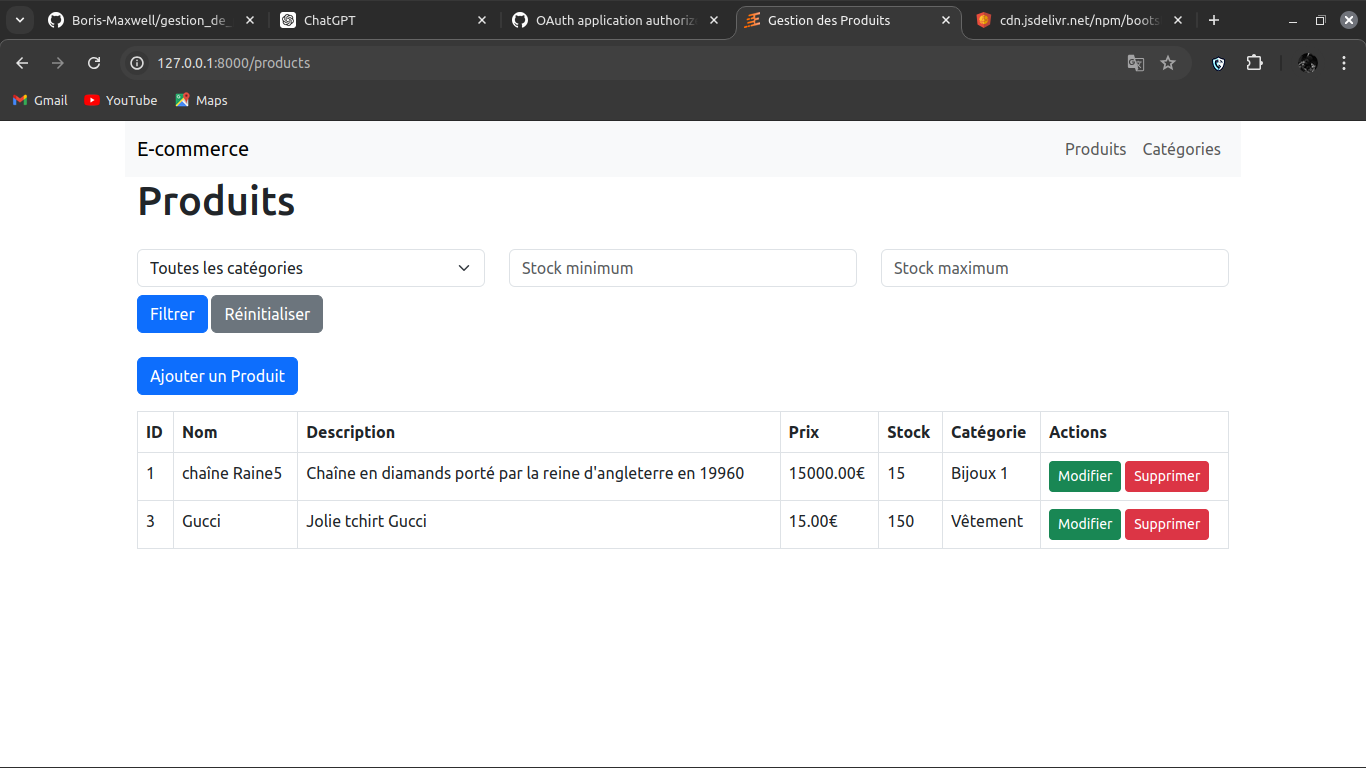 Boris-Maxwell/gestion_de_
ChatGPT
OAuth application authoriz
Gestion des Produits
cdn.jsdelivr.net/npm/boots
127.0.0.1:8000/products
Gmail YouTube Maps
E-commerce Produits Catégories
Produits
Toutes les catégories Stock minimum Stock maximum
Filtrer Réinitialiser
Ajouter un Produit
ID Nom Description Prix Stock Catégorie Actions
1 chaîne Raine5 Chaîne en diamands porté par la reine d'angleterre en 19960 15000.00€ 15 Bijoux 1 Modifier Supprimer
3 Gucci Jolie tchirt Gucci 15.00€ 150 Vêtement Modifier Supprimer